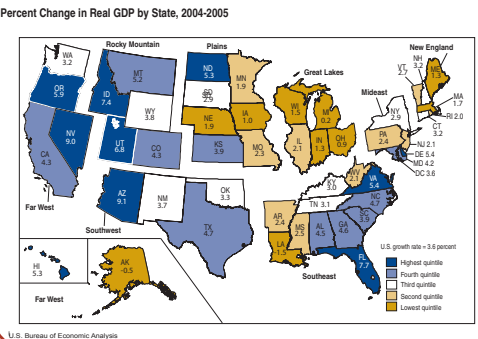 Percent Change in Real GDP by State, 2004-2005
Rocky Mountain
Plains
Great Lakes
New England
Mideast
Far West
Southwest
Southeast
Far West
WA
3.2
OR
5.9
CA
4.3
NV
9.0
ID
7.4
MT
5.2
WY
3.8
UT
6.8
CO
4.3
AZ
9.1
NM
3.7
ND
5.3
SD
2.9
NE
1.9
KS
3.9
OK
3.3
TX
4.7
MN
1.9
IA
1.0
MO
2.3
AR
2.4
LA
-1.5
WI
1.5
IL
2.1
MI
0.2
IN
1.3
OH
0.9
KY
3.0
TN 3.1
MS
2.5
AL
4.5
GA
4.6
FL
7.7
SC
3.9
NC
4.7
VA
5.4
WV
2.1
PA
2.4
NY
2.9
VT
2.7
NH
3.2
ME
1.3
MA
1.7
RI 2.0
CT
3.2
NJ 2.1
DE 5.4
MD 4.2
DC 3.6
HI
5.3
AK
-0.5
U.S. growth rate = 3.6 percent
Highest quintile
Fourth quintile
Third quintile
Second quintile
Lowest quintile
U.S. Bureau of Economic Analysis